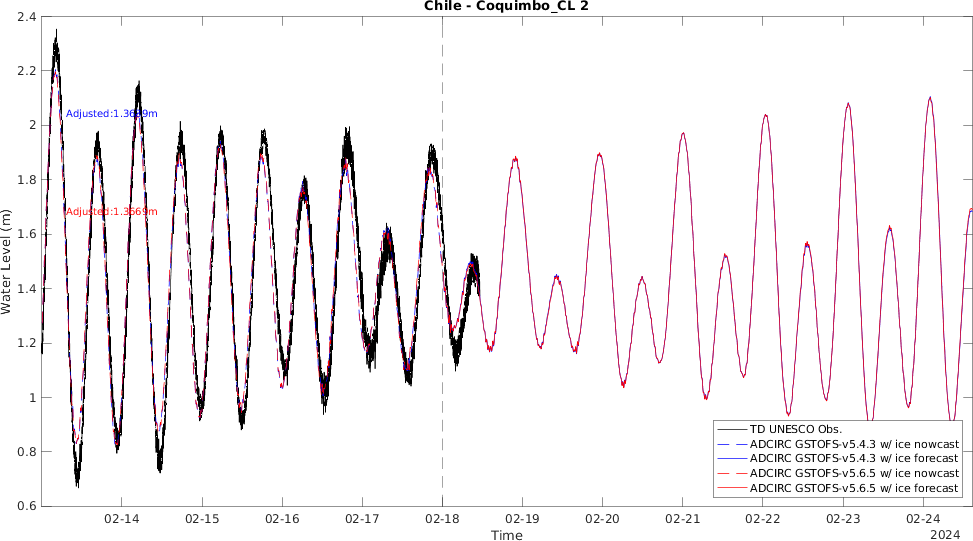 Chile - Coquimbo_CL 2
2.4
2.2
2
1.8
1.6
1.4
1.2
1
0.8
0.6
Water Level (m)
Adjusted:1.3669m
TD UNESCO Obs.
ADCIRC GSTOFS-v5.4.3 w/ ice nowcast
ADCIRC GSTOFS-v5.4.3 w/ ice forecast
ADCIRC GSTOFS-v5.6.5 w/ ice nowcast
ADCIRC GSTOFS-v5.6.5 w/ ice forecast
02-14
02-15
02-16
02-17
02-18
02-19
02-20
02-21
02-22
02-23
02-24
Time
2024